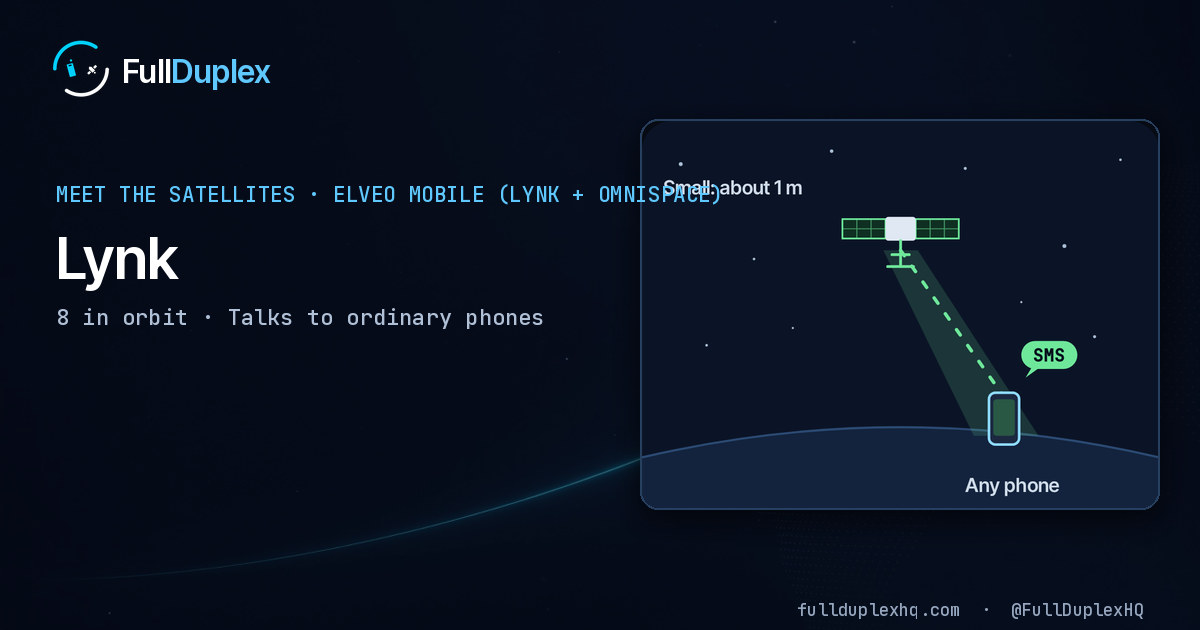 FullDuplex
MEET THE SATELLITES · ELVEO MOBILE (LYNK + OMNISPACE)
Lynk
8 in orbit · Talks to ordinary phones
Small: about 1 m
SMS
Any phone
fullduplexhq.com · @FullDuplexHQ